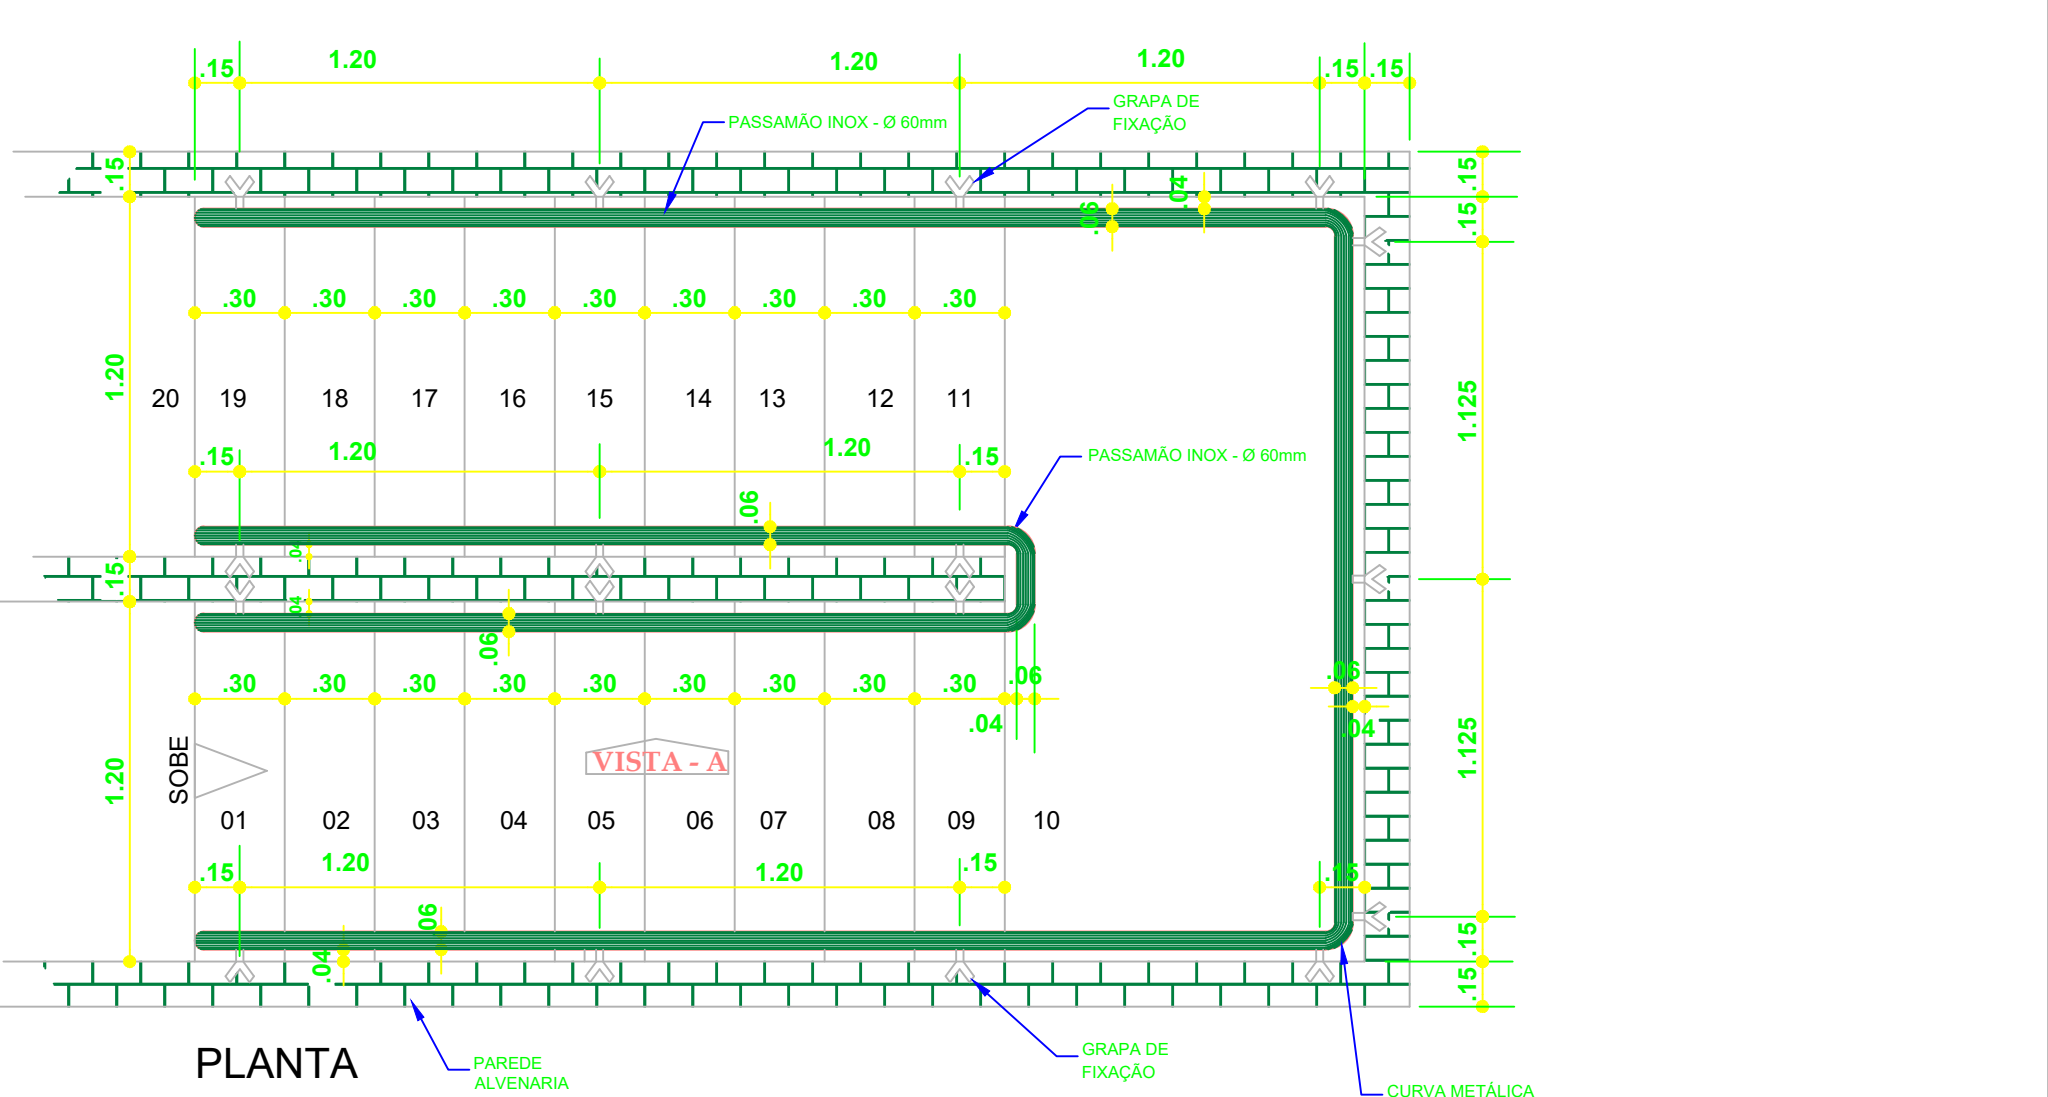 .15 1.20 1.20 1.20 .15 .15
GRAPA DE
FIXAÇÃO
PASSAMÃO INOX - Ø 60mm
.15 .04 .15
.06 .15
.30 .30 .30 .30 .30 .30 .30 .30 .30
1.20 1.125
20 19 18 17 16 15 14 13 12 11
.15 1.20 1.20 .15
PASSAMÃO INOX - Ø 60mm
.06
.04
.15
.04
.06
.30 .30 .30 .30 .30 .30 .30 .30 .30 .06 .06
.04 .04
SOBE
VISTA - A
1.20 1.125
01 02 03 04 05 06 07 08 09 10
.15 1.20 1.20 .15 .15
.06
.04 .15
.15
PLANTA
PAREDE
ALVENARIA
GRAPA DE
FIXAÇÃO
CURVA METÁLICA